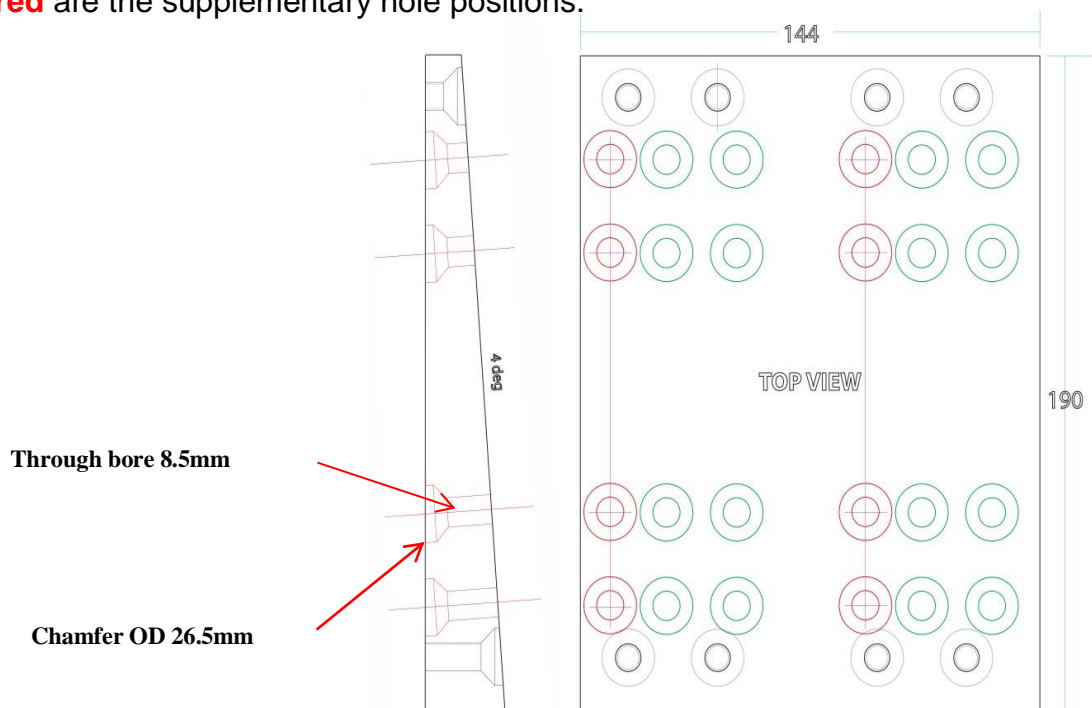 red are the supplementary hole positions.
144
4 deg
TOP VIEW
190
Through bore 8.5mm
Chamfer OD 26.5mm